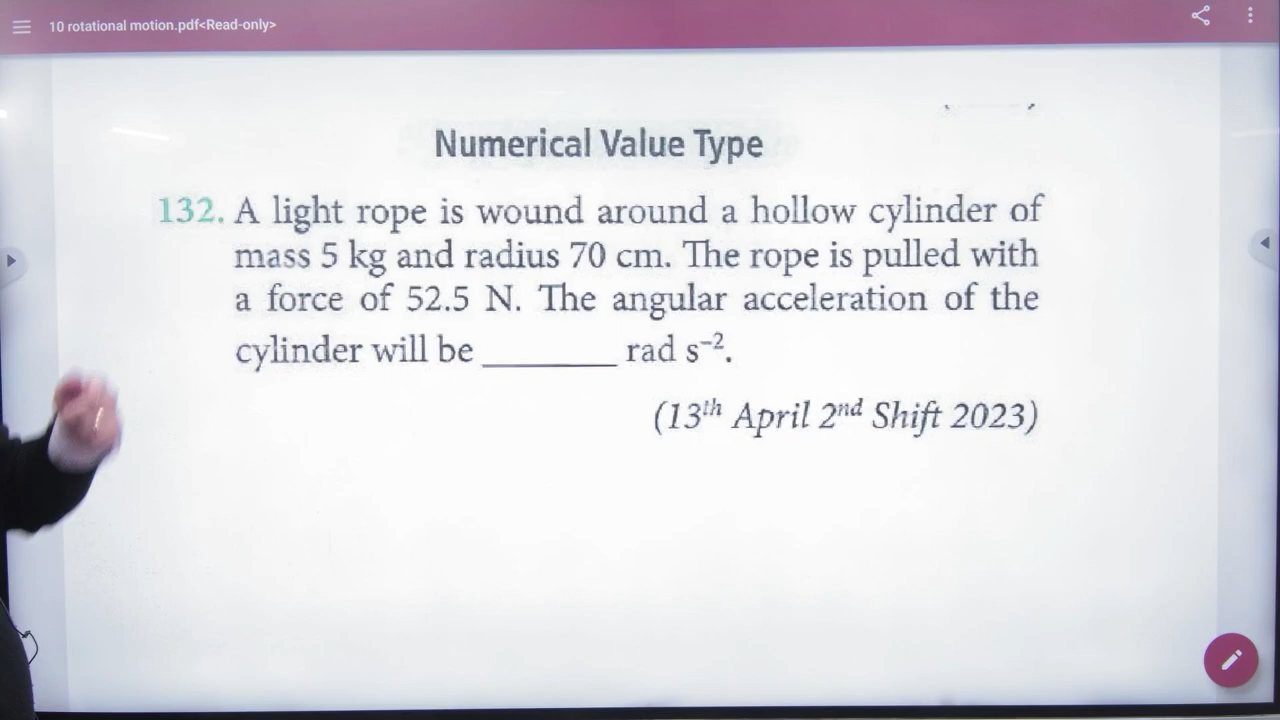 10 rotational motion.pdf<Read-only>
Numerical Value Type
132. A light rope is wound around a hollow cylinder of
mass 5 kg and radius 70 cm. The rope is pulled with
a force of 52.5 N. The angular acceleration of the
cylinder will be ________ rad s⁻².
(13ᵗʰ April 2ⁿᵈ Shift 2023)